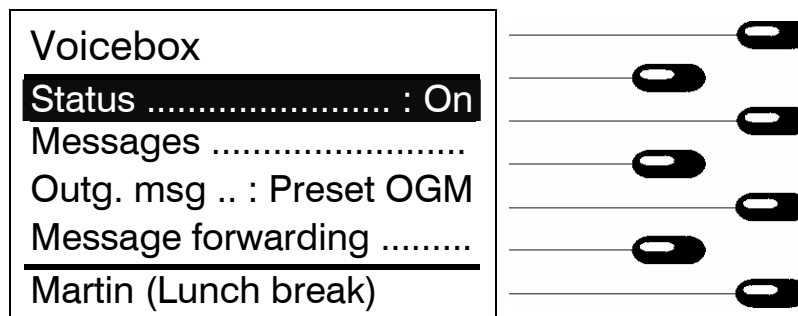 Voicebox
Status ........................ : On
Messages .........................
Outg. msg .. : Preset OGM
Message forwarding .........
Martin (Lunch break)